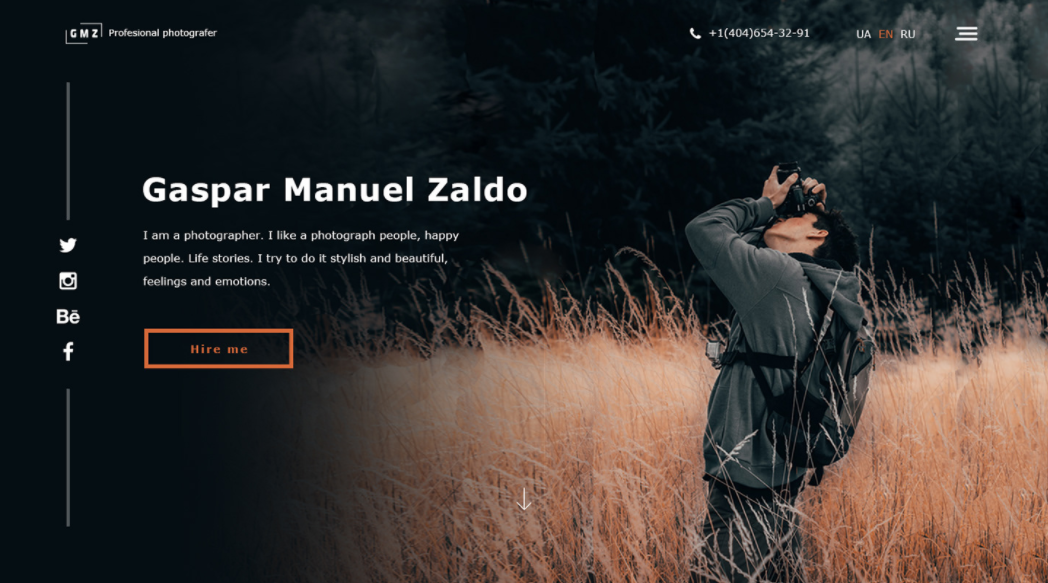 GMZ Profesional photografer
+1(404)654-32-91
UA EN RU
Gaspar Manuel Zaldo
I am a photographer. I like a photograph people, happy
people. Life stories. I try to do it stylish and beautiful,
feelings and emotions.
Bē
Hire me